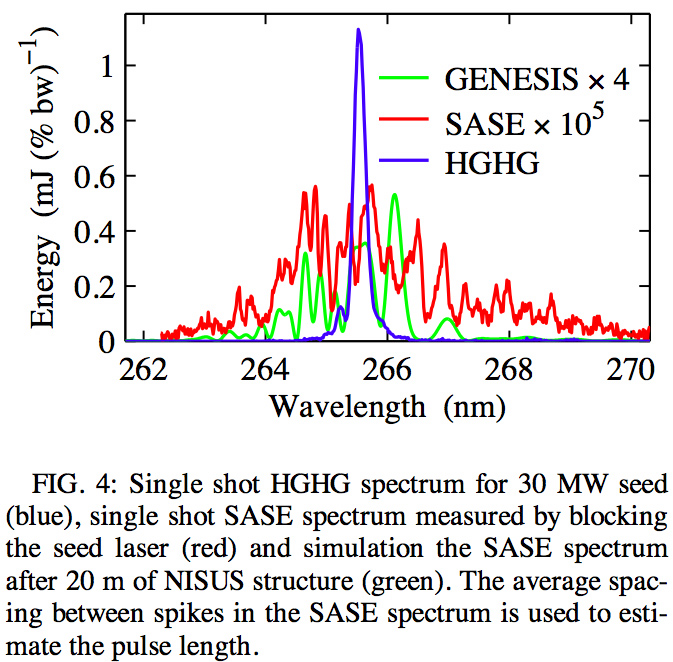 Energy (mJ (% bw)⁻¹)
1
0.8
0.6
0.4
0.2
0
GENESIS × 4
SASE × 10⁵
HGHG
262 264 266 268 270
Wavelength (nm)
FIG. 4: Single shot HGHG spectrum for 30 MW seed
(blue), single shot SASE spectrum measured by blocking
the seed laser (red) and simulation the SASE spectrum
after 20 m of NISUS structure (green). The average spac-
ing between spikes in the SASE spectrum is used to esti-
mate the pulse length.